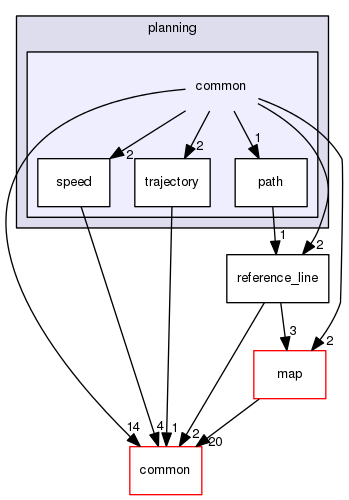 planning
common
2
2
1
speed
trajectory
path
1
2
reference_line
3
2
map
14
4
1
2
20
common